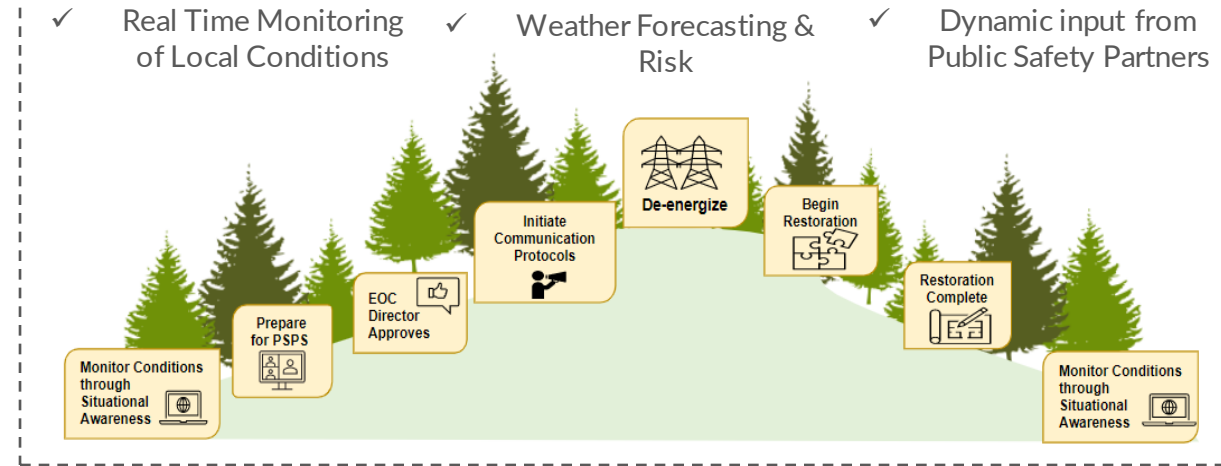 ✓ Real Time Monitoring
of Local Conditions
✓ Weather Forecasting &
Risk
✓ Dynamic input from
Public Safety Partners
Monitor Conditions
through
Situational
Awareness
Prepare
for PSPS
EOC
Director
Approves
Initiate
Communication
Protocols
De-energize
Begin
Restoration
Restoration
Complete
Monitor Conditions
through
Situational
Awareness